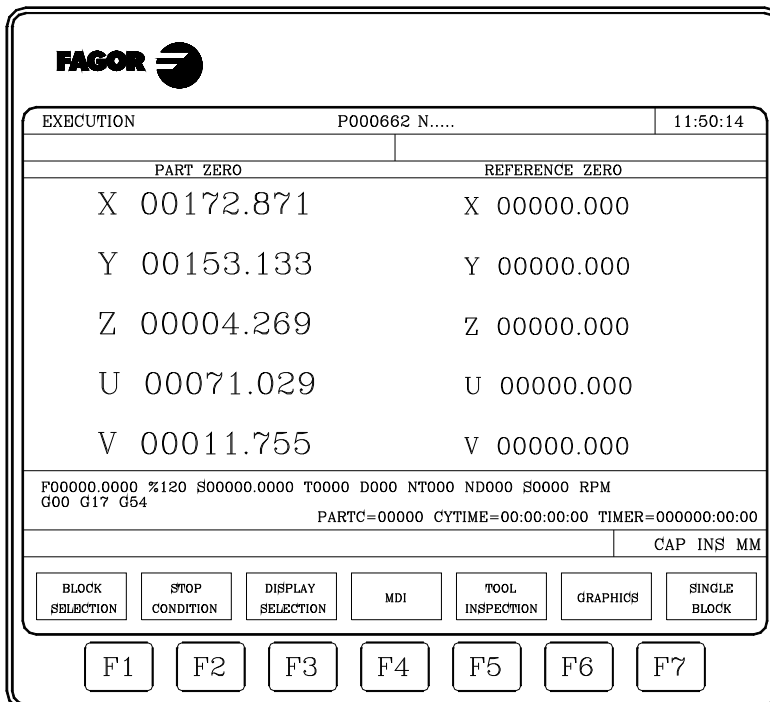 FAGOR
EXECUTION P000662 N..... 11:50:14
PART ZERO REFERENCE ZERO
X 00172.871 X 00000.000
Y 00153.133 Y 00000.000
Z 00004.269 Z 00000.000
U 00071.029 U 00000.000
V 00011.755 V 00000.000
F00000.0000 %120 S00000.0000 T0000 D000 NT000 ND000 S0000 RPM
G00 G17 G54
PARTC=00000 CYTIME=00:00:00:00 TIMER=000000:00:00
CAP INS MM
BLOCK SELECTION STOP CONDITION DISPLAY SELECTION MDI TOOL INSPECTION GRAPHICS SINGLE BLOCK
F1 F2 F3 F4 F5 F6 F7